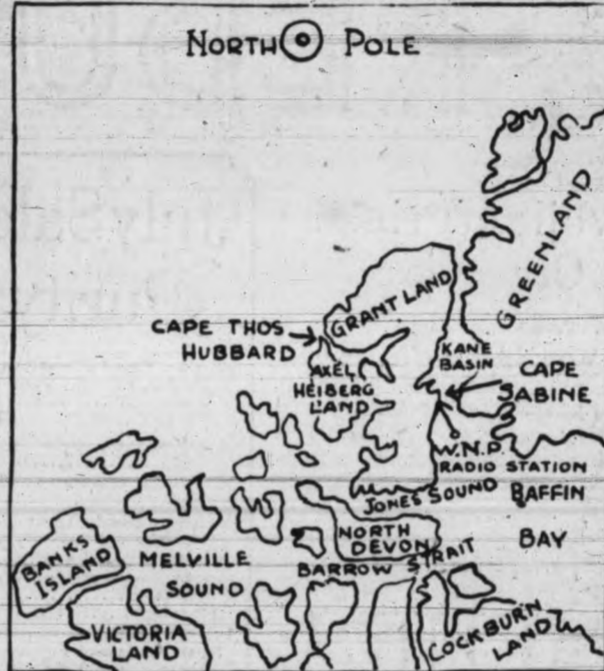 NORTH POLE
GREENLAND
GRANT LAND
CAPE THOS
HUBBARD
KANE
BASIN
AXEL
HEIBERG
LAND
CAPE
SABINE
W.N.P.
RADIO STATION
JONES SOUND
BAFFIN
BAY
NORTH
DEVON
BARROW STRAIT
BANKS
ISLAND
MELVILLE
SOUND
VICTORIA
LAND
COCKBURN
LAND